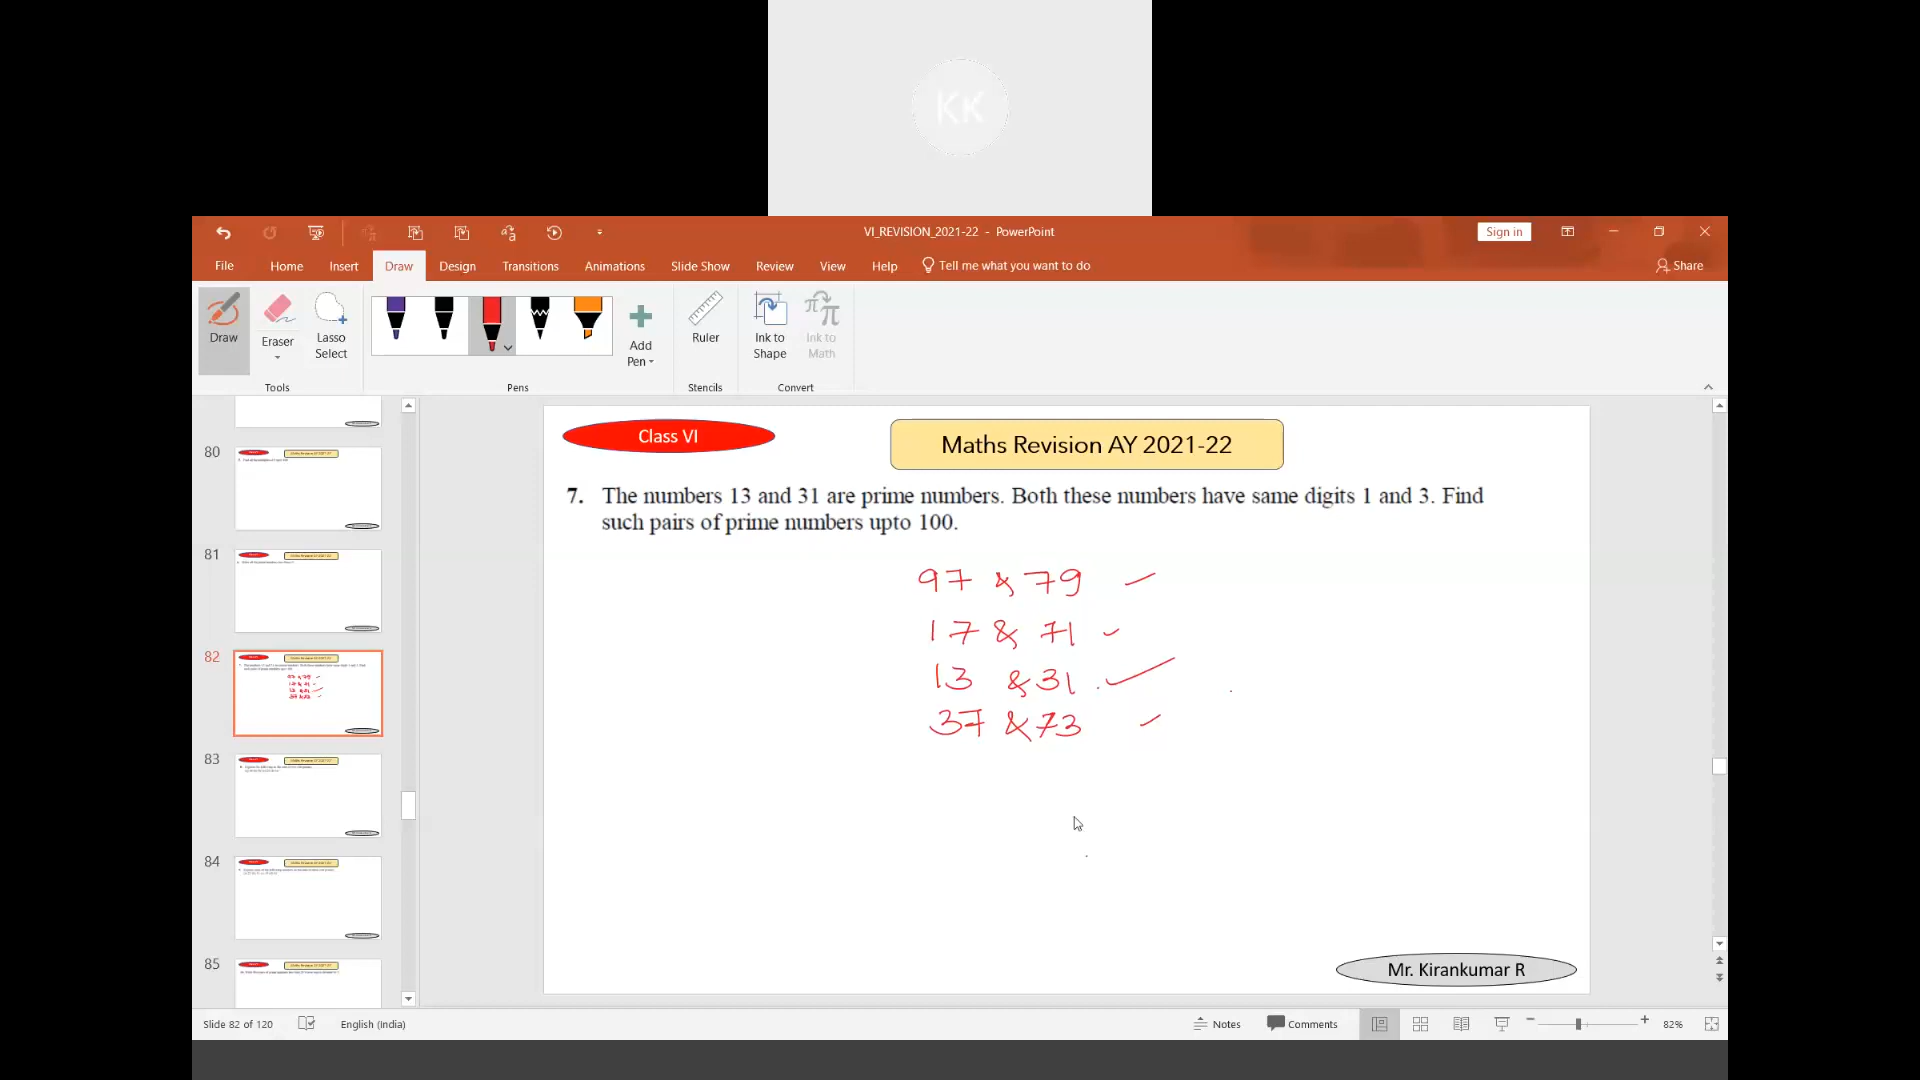 KK
VI_REVISION_2021-22 - PowerPoint
Sign in
File Home Insert Draw Design Transitions Animations Slide Show Review View Help Tell me what you want to do
Share
Draw
Eraser
Lasso Select
Add Pen
Ruler
Ink to Shape
Ink to Math
Tools
Pens
Stencils
Convert
80
81
82
83
84
85
Class VI
Maths Revision AY 2021-22
7. The numbers 13 and 31 are prime numbers. Both these numbers have same digits 1 and 3. Find
such pairs of prime numbers upto 100.
97 & 79
17 & 71
13 & 31
37 & 73
Mr. Kirankumar R
Slide 82 of 120
English (India)
Notes
Comments
82%